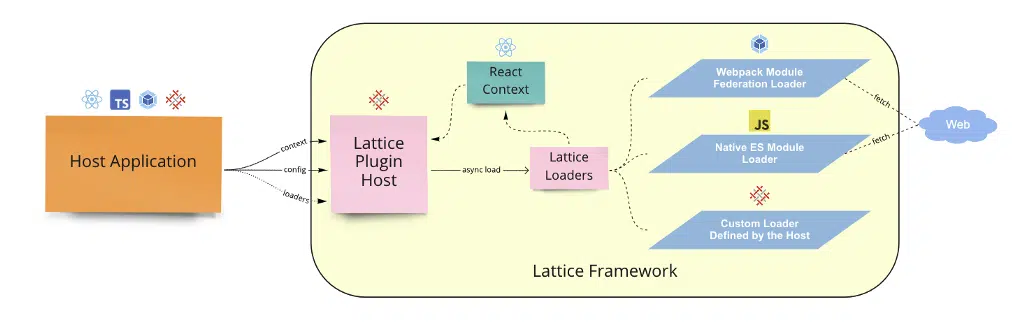 TS
Host Application
context
config
loaders
Lattice
Plugin
Host
React
Context
async load
Lattice
Loaders
Webpack Module
Federation Loader
JS
Native ES Module
Loader
Custom Loader
Defined by the Host
fetch
fetch
Web
Lattice Framework